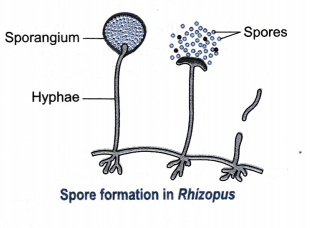 Sporangium
Spores
Hyphae
Spore formation in Rhizopus